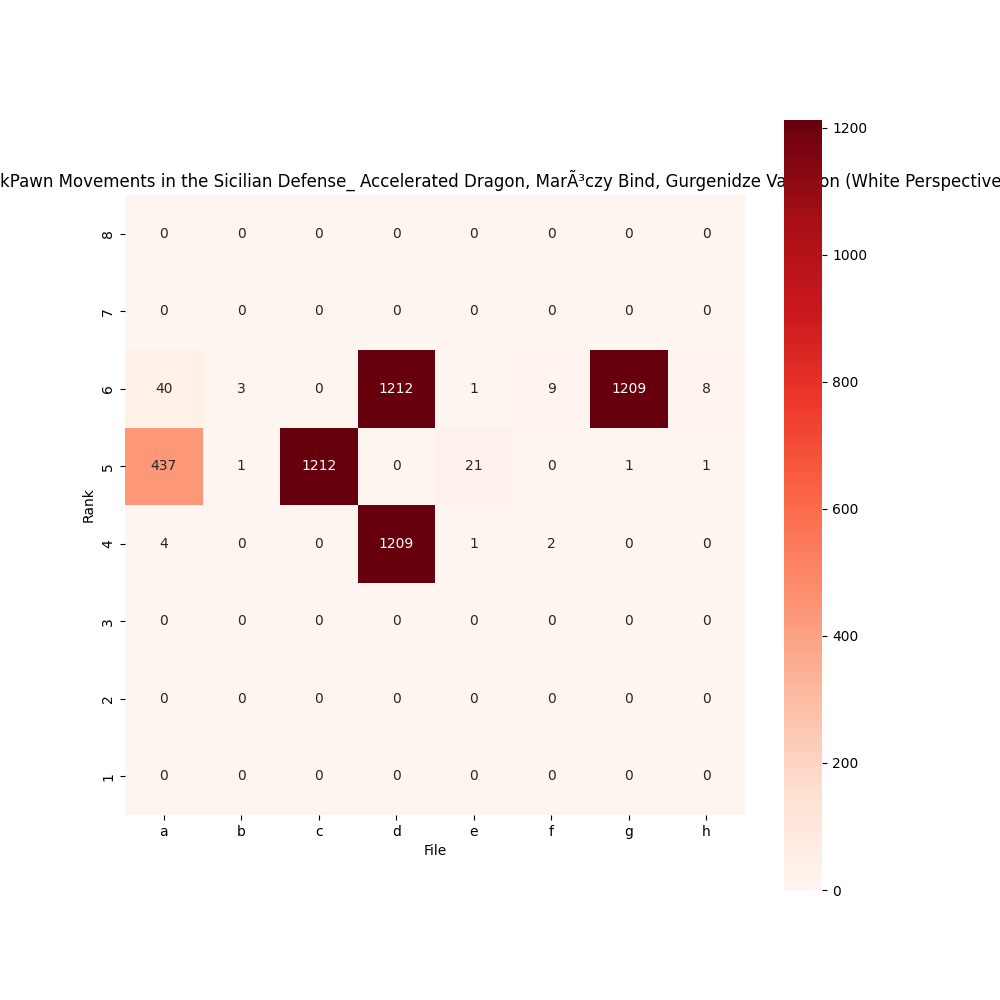 kPawn Movements in the Sicilian Defense_ Accelerated Dragon, MarÃ³czy Bind, Gurgenidze Va on (White Perspective
8 0 0 0 0 0 0 0 0
7 0 0 0 0 0 0 0 0
6 40 3 0 1212 1 9 1209 8
5 437 1 1212 0 21 0 1 1
4 4 0 0 1209 1 2 0 0
3 0 0 0 0 0 0 0 0
2 0 0 0 0 0 0 0 0
1 0 0 0 0 0 0 0 0
a b c d e f g h
File
Rank
1200
1000
800
600
400
200
0